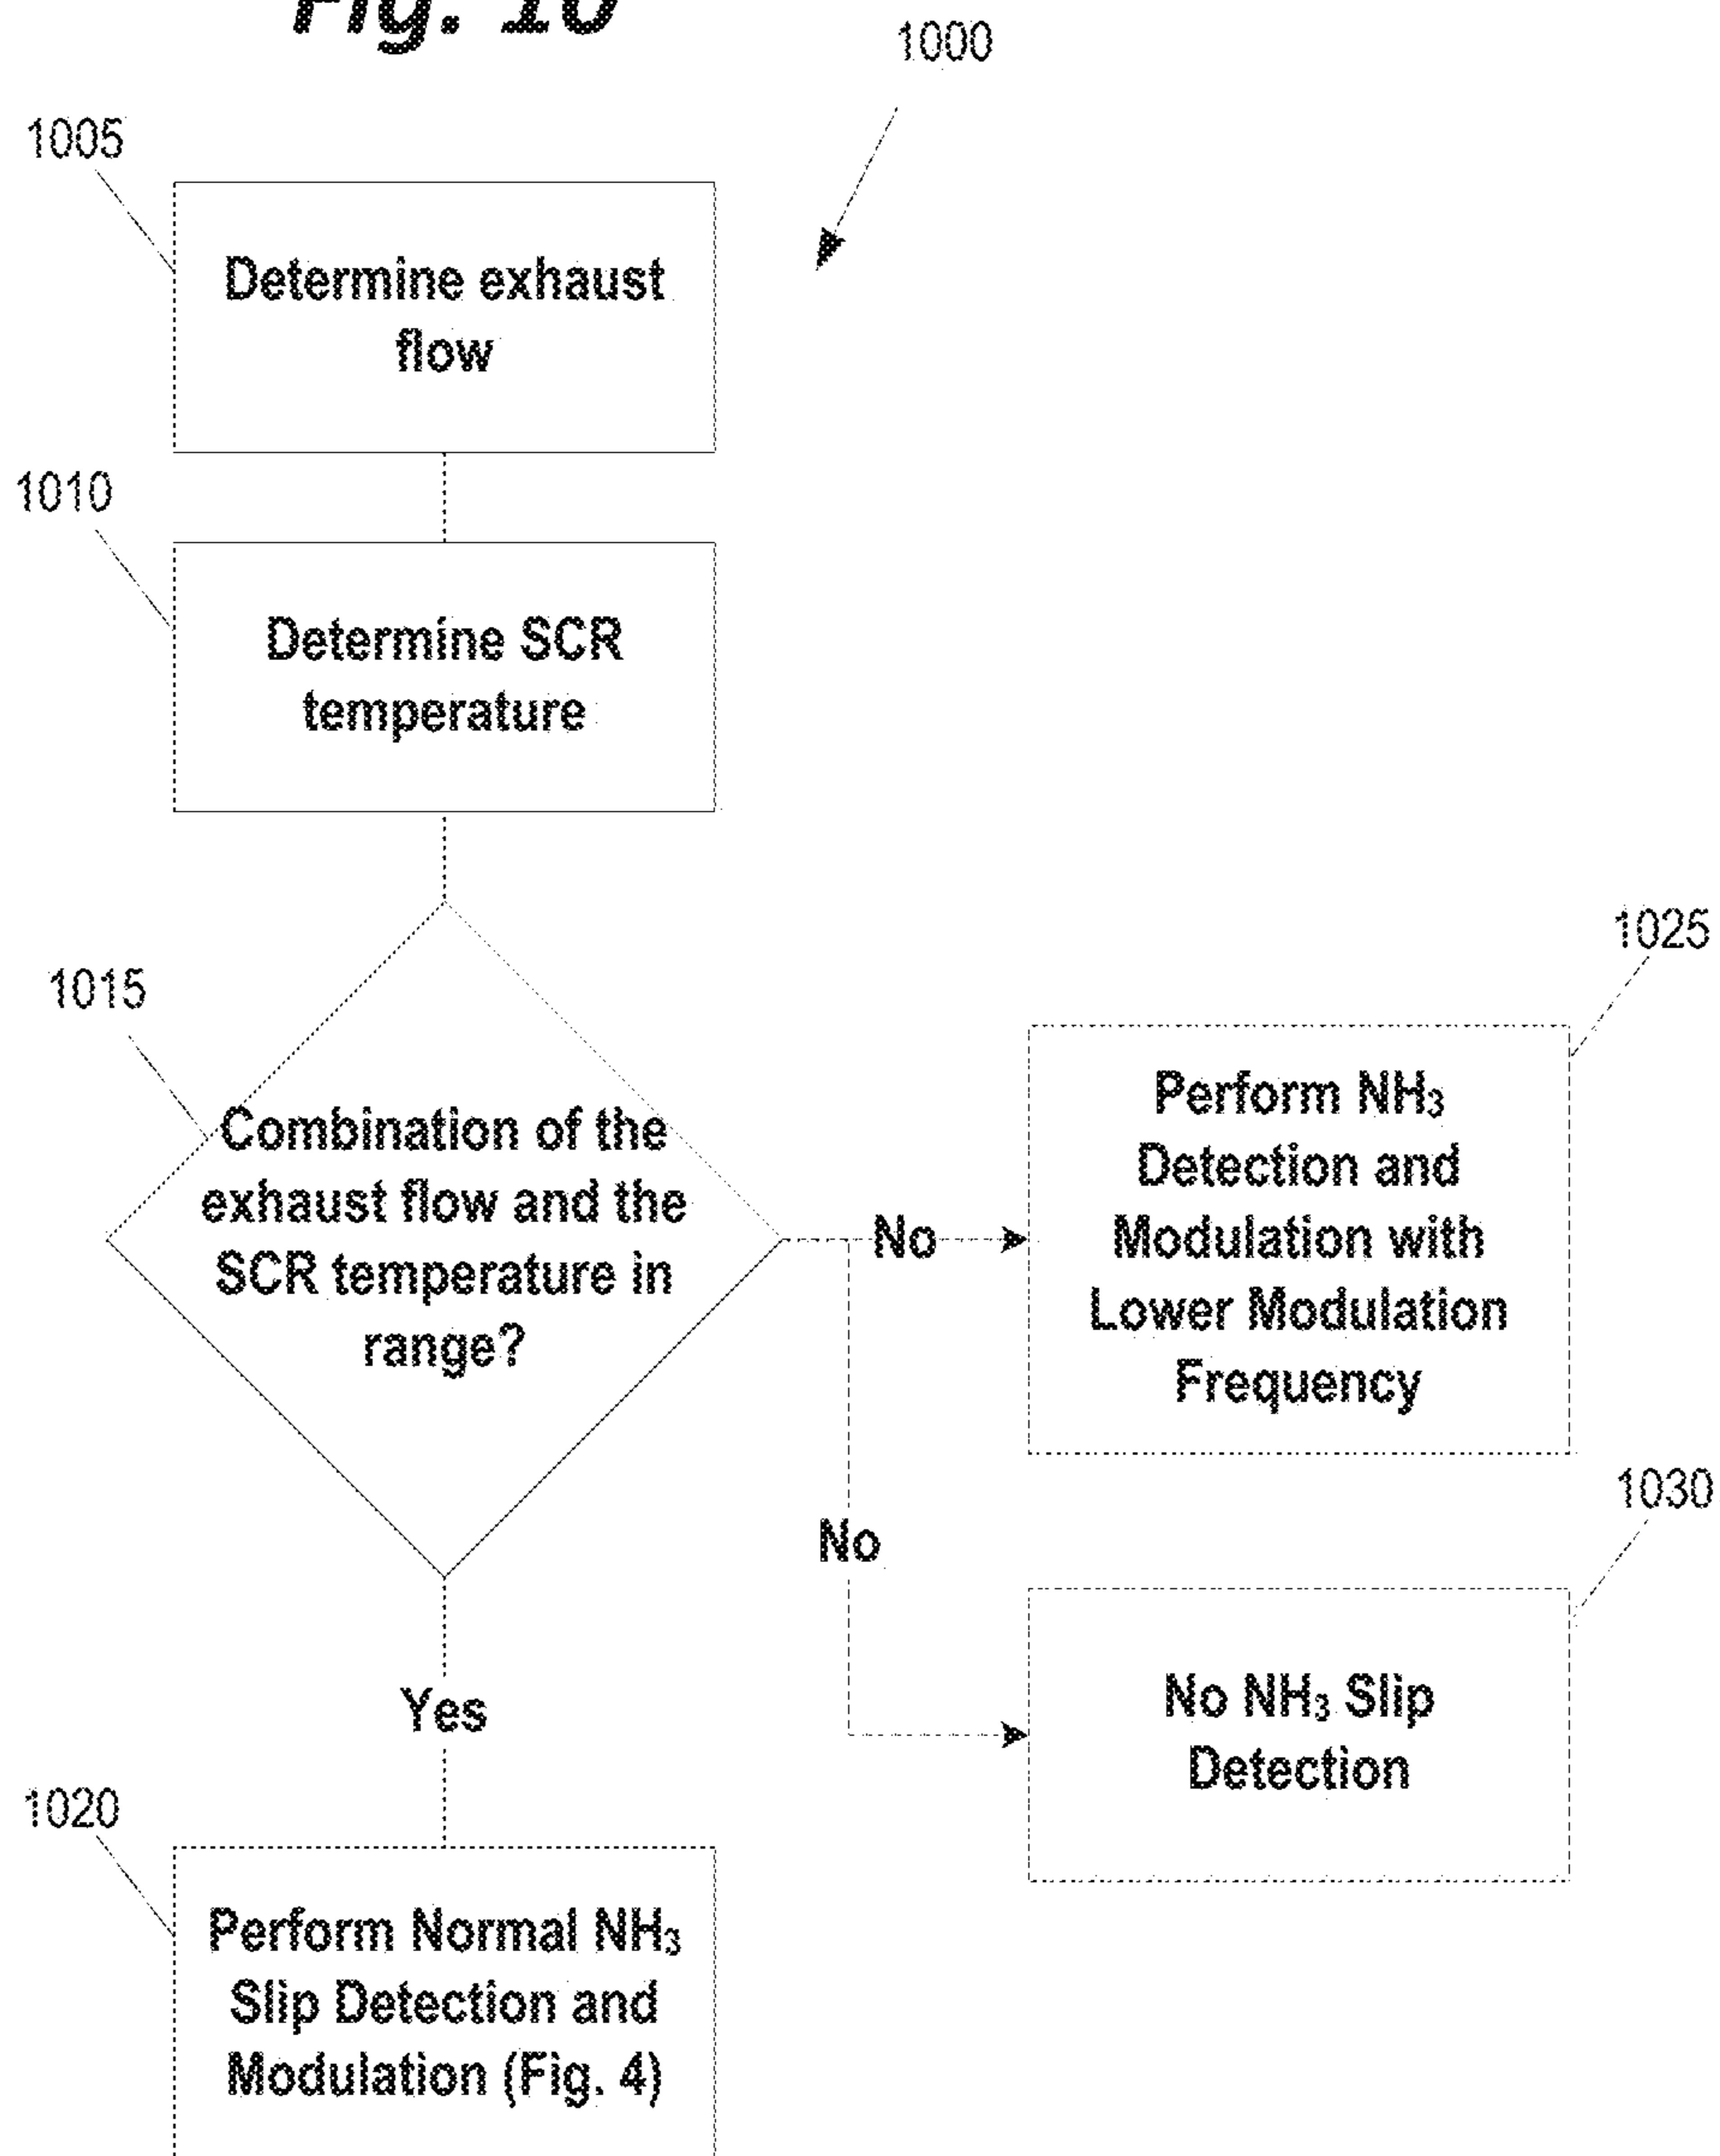 Fig. 10
1000
1005
Determine exhaust
flow
1010
Determine SCR
temperature
1015
Combination of the
exhaust flow and the
SCR temperature in
range?
No
1025
Perform NH₃
Detection and
Modulation with
Lower Modulation
Frequency
No
1030
No NH₃ Slip
Detection
Yes
1020
Perform Normal NH₃
Slip Detection and
Modulation (Fig. 4)